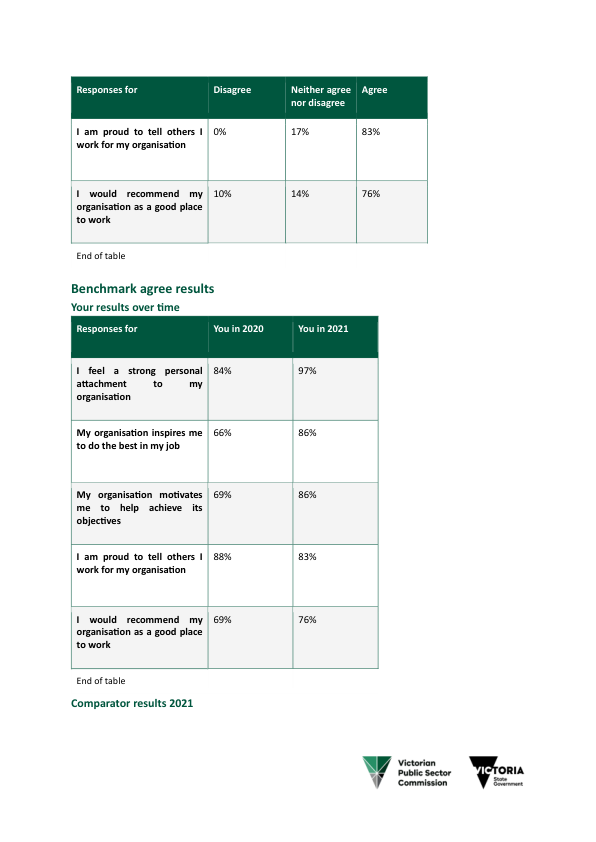 Responses for Disagree Neither agree Agree
nor disagree
I am proud to tell others I 0% 17% 83%
work for my organisation
I would recommend my 10% 14% 76%
organisation as a good place
to work
End of table
Benchmark agree results
Your results over time
Responses for You in 2020 You in 2021
I feel a strong personal 84% 97%
attachment to my
organisation
My organisation inspires me 66% 86%
to do the best in my job
My organisation motivates 69% 86%
me to help achieve its
objectives
I am proud to tell others I 88% 83%
work for my organisation
I would recommend my 69% 76%
organisation as a good place
to work
End of table
Comparator results 2021
Victorian
Public Sector
Commission
VICTORIA
State
Government